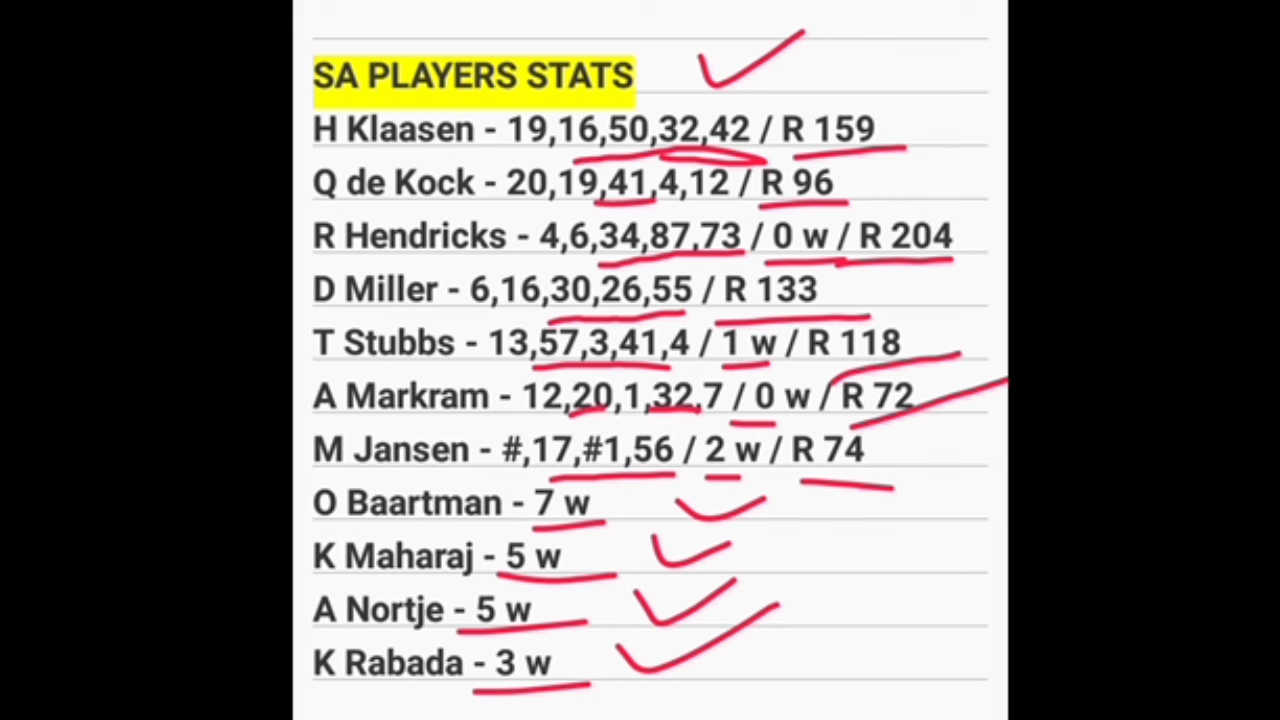 SA PLAYERS STATS
H Klaasen - 19,16,50,32,42 / R 159
Q de Kock - 20,19,41,4,12 / R 96
R Hendricks - 4,6,34,87,73 / 0 w / R 204
D Miller - 6,16,30,26,55 / R 133
T Stubbs - 13,57,3,41,4 / 1 w / R 118
A Markram - 12,20,1,32,7 / 0 w / R 72
M Jansen - #,17,#1,56 / 2 w / R 74
O Baartman - 7 w
K Maharaj - 5 w
A Nortje - 5 w
K Rabada - 3 w